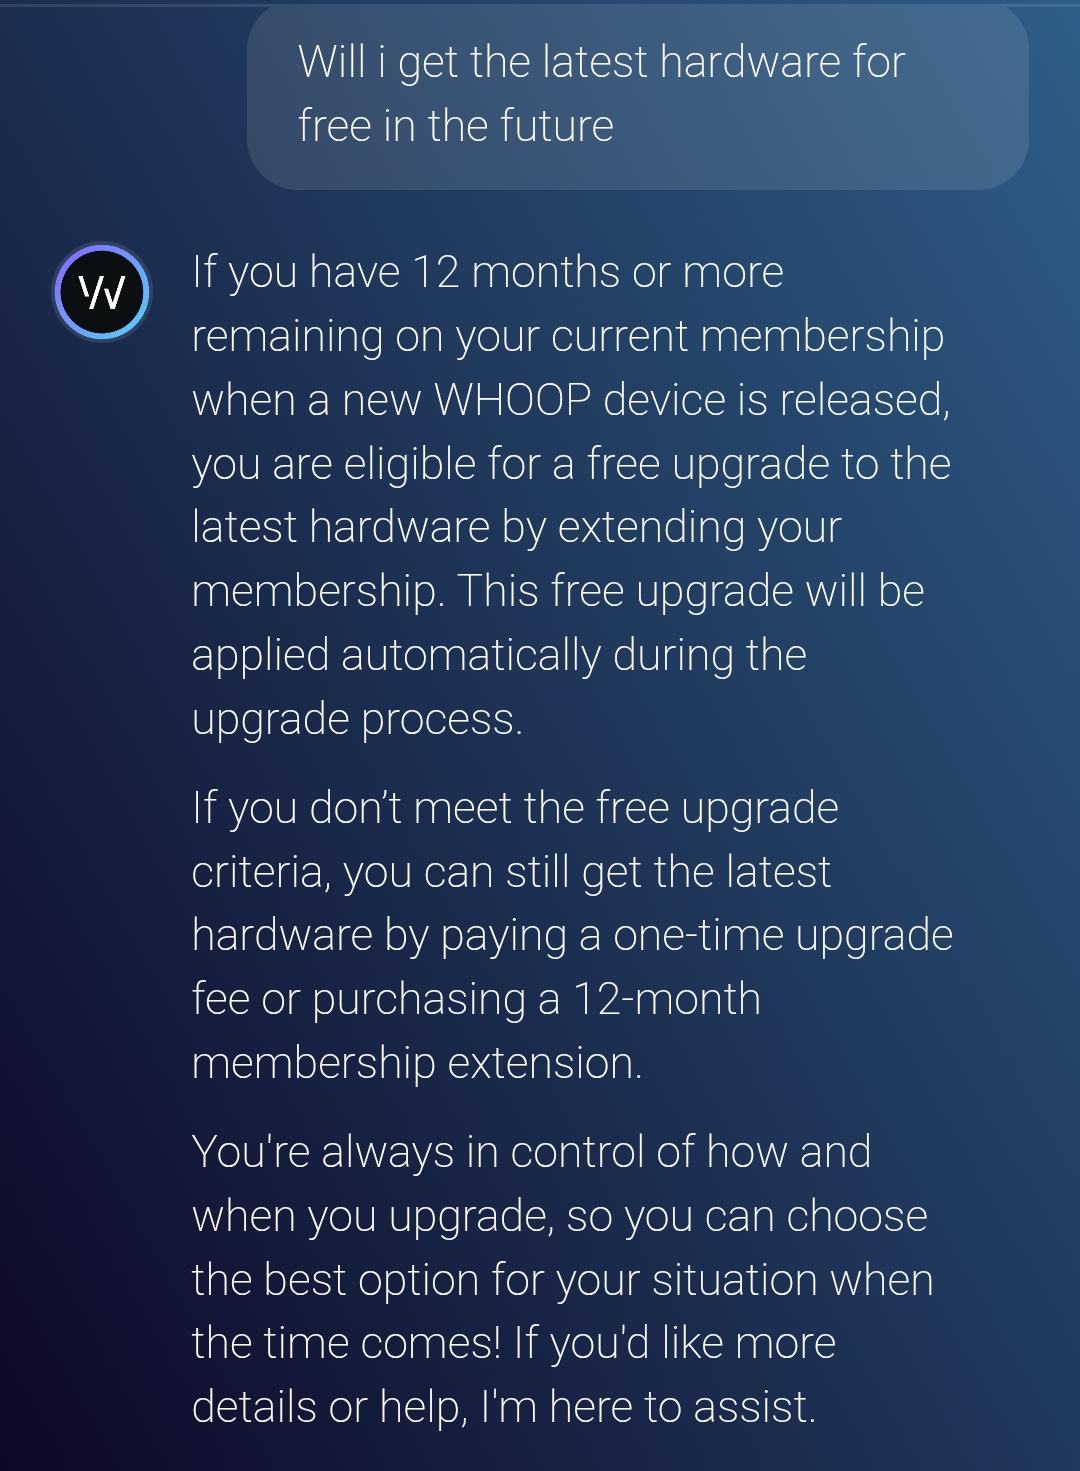 Will i get the latest hardware for
free in the future
If you have 12 months or more
remaining on your current membership
when a new WHOOP device is released,
you are eligible for a free upgrade to the
latest hardware by extending your
membership. This free upgrade will be
applied automatically during the
upgrade process.
If you don’t meet the free upgrade
criteria, you can still get the latest
hardware by paying a one-time upgrade
fee or purchasing a 12-month
membership extension.
You're always in control of how and
when you upgrade, so you can choose
the best option for your situation when
the time comes! If you'd like more
details or help, I'm here to assist.